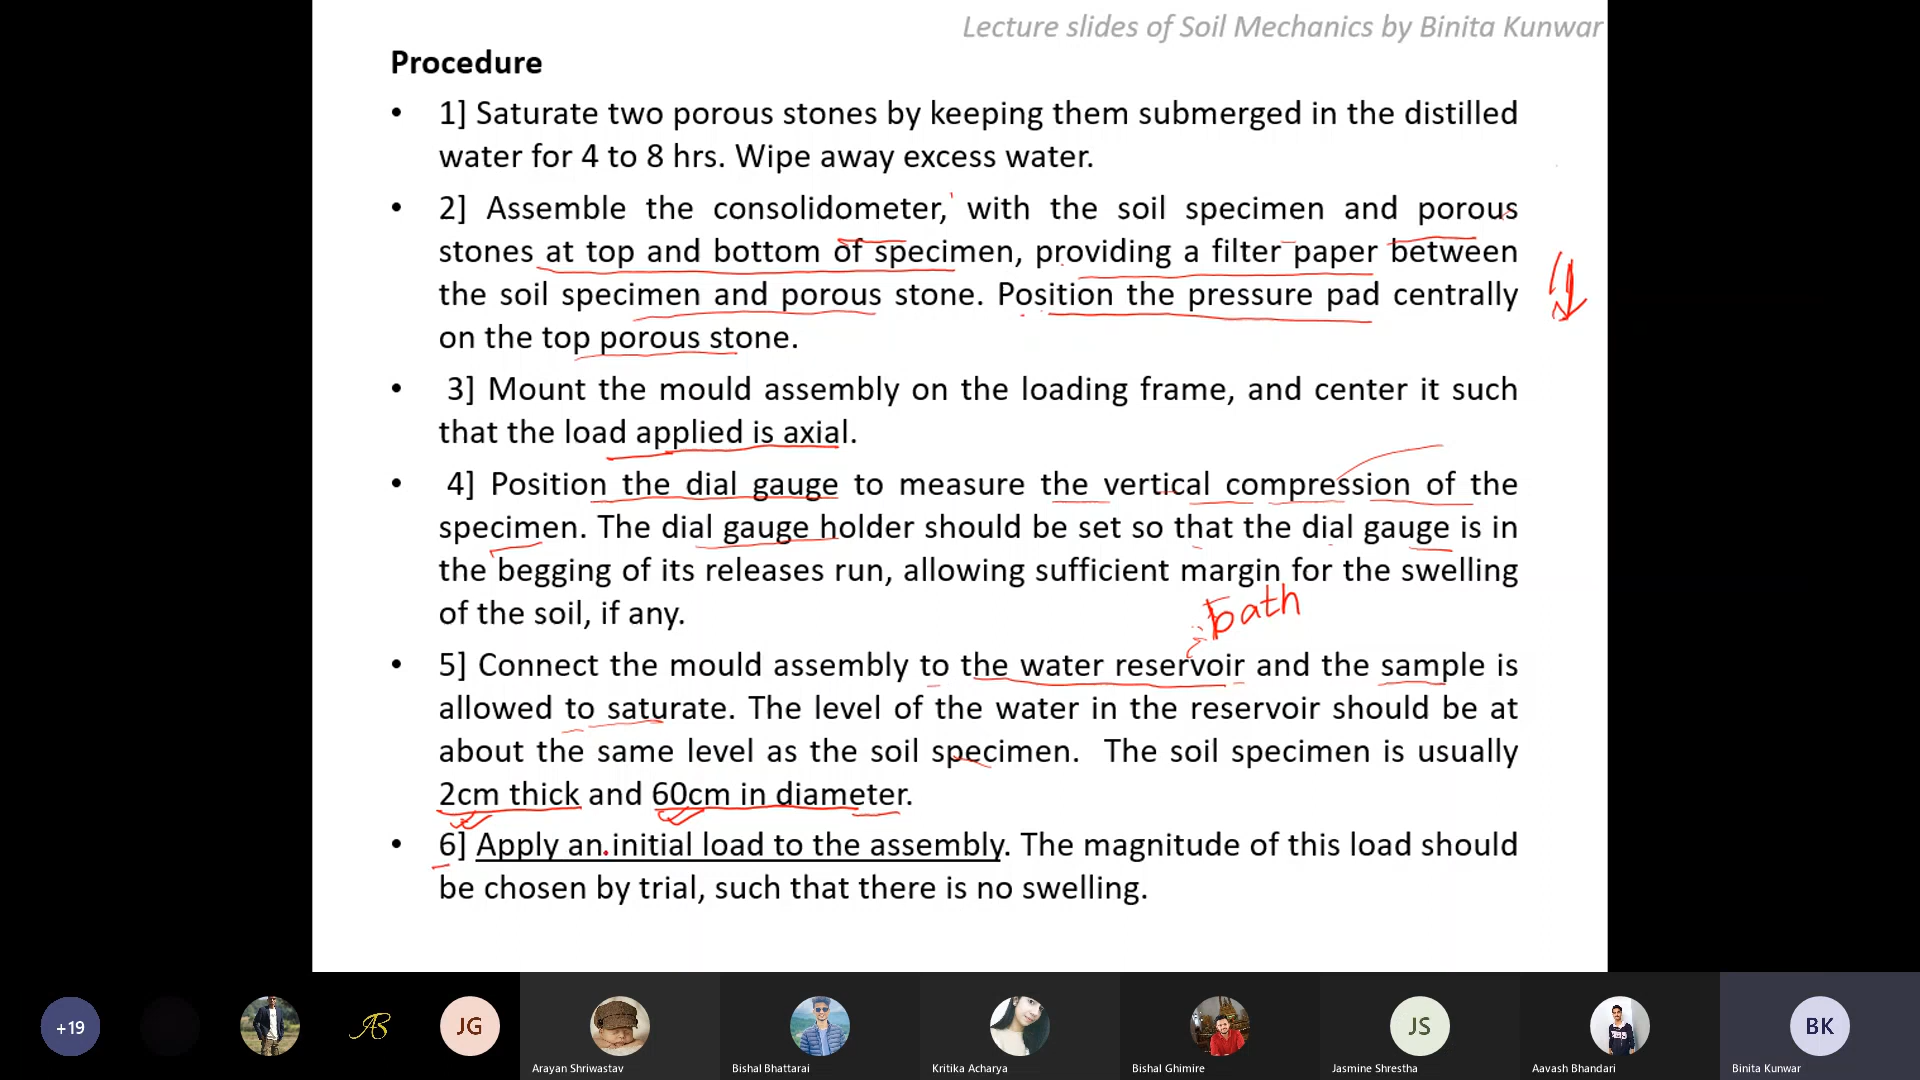 Lecture slides of Soil Mechanics by Binita Kunwar
Procedure
• 1] Saturate two porous stones by keeping them submerged in the distilled
water for 4 to 8 hrs. Wipe away excess water.
• 2] Assemble the consolidometer, with the soil specimen and porous
stones at top and bottom of specimen, providing a filter paper between
the soil specimen and porous stone. Position the pressure pad centrally
on the top porous stone.
• 3] Mount the mould assembly on the loading frame, and center it such
that the load applied is axial.
• 4] Position the dial gauge to measure the vertical compression of the
specimen. The dial gauge holder should be set so that the dial gauge is in
the begging of its releases run, allowing sufficient margin for the swelling
of the soil, if any.
bath
• 5] Connect the mould assembly to the water reservoir and the sample is
allowed to saturate. The level of the water in the reservoir should be at
about the same level as the soil specimen. The soil specimen is usually
2cm thick and 60cm in diameter.
• 6] Apply an initial load to the assembly. The magnitude of this load should
be chosen by trial, such that there is no swelling.
+19
AS
JG
JS
BK
Arayan Shriwastav
Bishal Bhattarai
Kritika Acharya
Bishal Ghimire
Jasmine Shrestha
Aavash Bhandari
Binita Kunwar